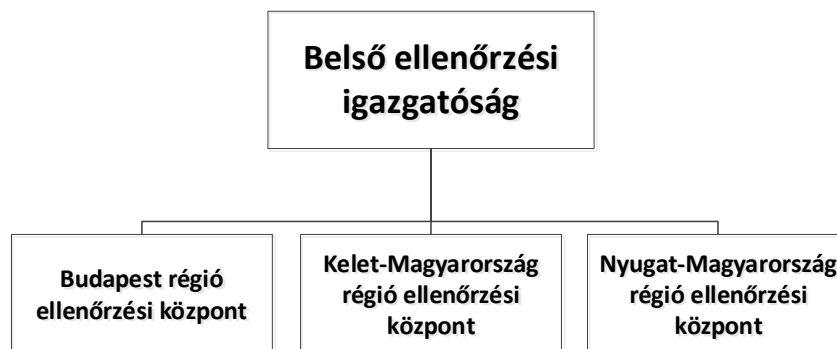 Belső ellenőrzési
igazgatóság
Budapest régió
ellenőrzési központ
Kelet-Magyarország
régió ellenőrzési
központ
Nyugat-Magyarország
régió ellenőrzési
központ